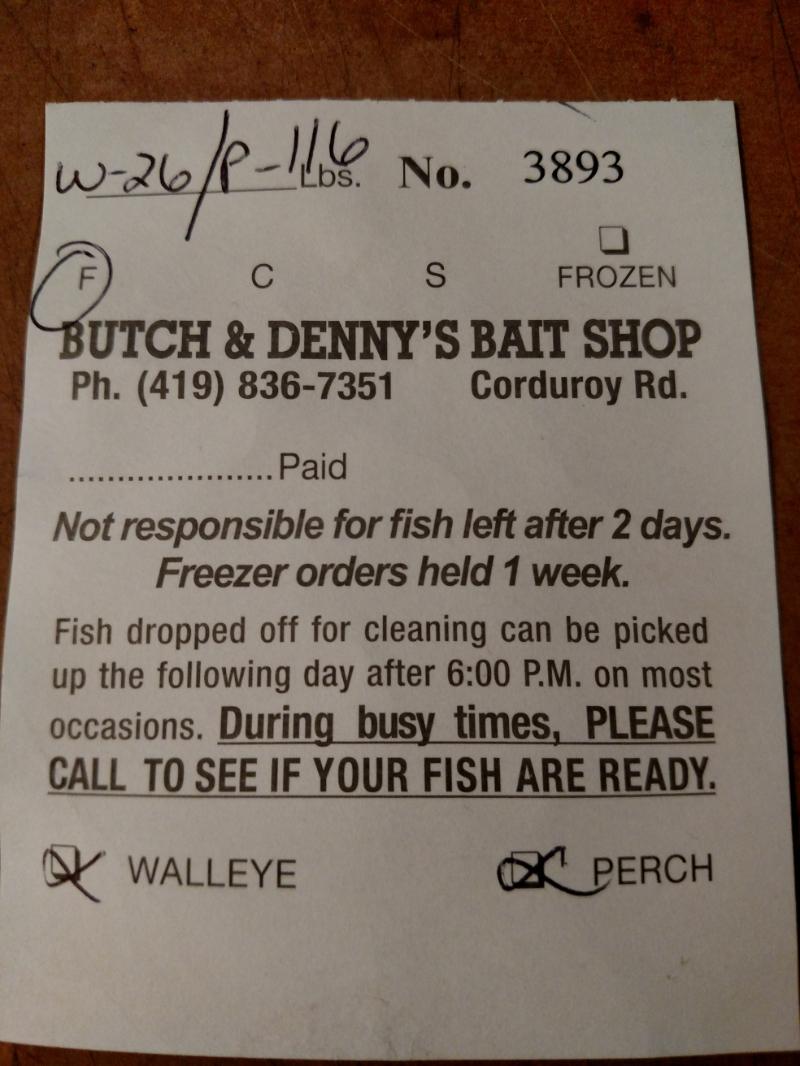 W-26/P-116 Lbs. No. 3893
F C S FROZEN
BUTCH & DENNY'S BAIT SHOP
Ph. (419) 836-7351 Corduroy Rd.
.....................Paid
Not responsible for fish left after 2 days.
Freezer orders held 1 week.
Fish dropped off for cleaning can be picked
up the following day after 6:00 P.M. on most
occasions. During busy times, PLEASE
CALL TO SEE IF YOUR FISH ARE READY.
WALLEYE PERCH